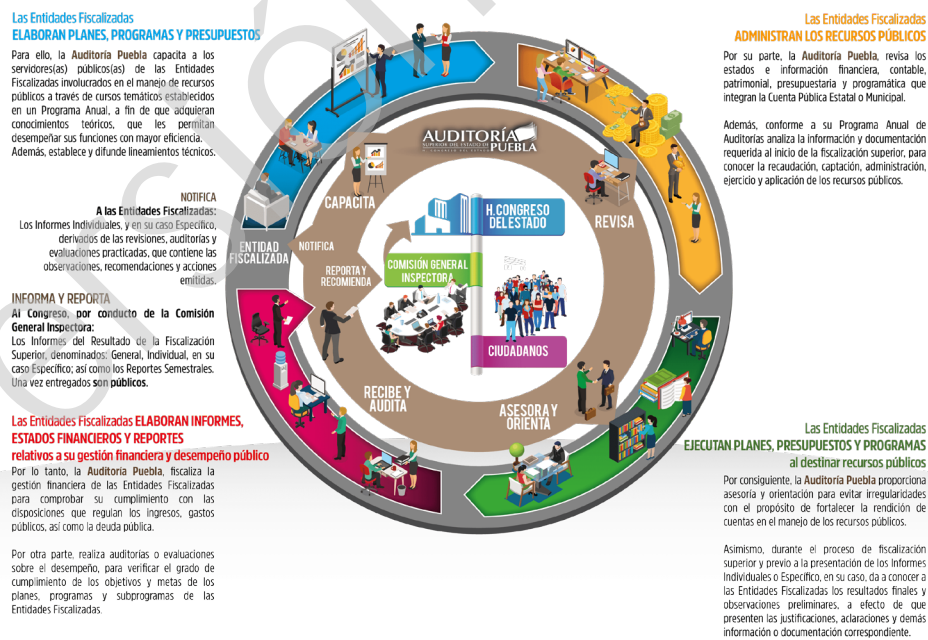 Las Entidades Fiscalizadas
ELABORAN PLANES, PROGRAMAS Y PRESUPUESTOS
Para ello, la Auditoría Puebla capacita a los
servidores(as) públicos(as) de las Entidades
Fiscalizadas involucrados en el manejo de recursos
públicos a través de cursos temáticos establecidos
en un Programa Anual, a fin de que adquieran
conocimientos teóricos, que les permitan
desempeñar sus funciones con mayor eficiencia.
Además, establece y difunde lineamientos técnicos.
NOTIFICA
A las Entidades Fiscalizadas:
Los Informes Individuales, y en su caso Específico,
derivados de las revisiones, auditorías y
evaluaciones practicadas, que contiene las
observaciones, recomendaciones y acciones
emitidas.
INFORMA Y REPORTA
Al Congreso, por conducto de la Comisión
General Inspectora:
Los Informes del Resultado de la Fiscalización
Superior, denominados: General, Individual, en su
caso Específico; así como los Reportes Semestrales.
Una vez entregados son públicos.
Las Entidades Fiscalizadas ELABORAN INFORMES,
ESTADOS FINANCIEROS Y REPORTES
relativos a su gestión financiera y desempeño público
Por lo tanto, la Auditoría Puebla, fiscaliza la
gestión financiera de las Entidades Fiscalizadas
para comprobar su cumplimiento con las
disposiciones que regulan los ingresos, gastos
públicos, así como la deuda pública.
Por otra parte, realiza auditorías o evaluaciones
sobre el desempeño, para verificar el grado de
cumplimiento de los objetivos y metas de los
planes, programas y subprogramas de las
Entidades Fiscalizadas.
AUDITORÍA
SUPERIOR DEL ESTADO DE PUEBLA
H. CONGRESO DEL ESTADO
CAPACITA
REVISA
ENTIDAD
FISCALIZADA
NOTIFICA
REPORTA Y
RECOMIENDA
H. CONGRESO
DEL ESTADO
COMISIÓN GENERAL
INSPECTORA
CIUDADANOS
RECIBE Y
AUDITA
ASESORA Y
ORIENTA
Las Entidades Fiscalizadas
ADMINISTRAN LOS RECURSOS PÚBLICOS
Por su parte, la Auditoría Puebla, revisa los
estados e información financiera, contable,
patrimonial, presupuestaria y programática que
integran la Cuenta Pública Estatal o Municipal.
Además, conforme a su Programa Anual de
Auditorías analiza la información y documentación
requerida al inicio de la fiscalización superior, para
conocer la recaudación, captación, administración,
ejercicio y aplicación de los recursos públicos.
Las Entidades Fiscalizadas
EJECUTAN PLANES, PRESUPUESTOS Y PROGRAMAS
al destinar recursos públicos
Por consiguiente, la Auditoría Puebla proporciona
asesoría y orientación para evitar irregularidades
con el propósito de fortalecer la rendición de
cuentas en el manejo de los recursos públicos.
Asimismo, durante el proceso de fiscalización
superior y previo a la presentación de los Informes
Individuales o Específico, en su caso, da a conocer a
las Entidades Fiscalizadas los resultados finales y
observaciones preliminares, a efecto de que
presenten las justificaciones, aclaraciones y demás
información o documentación correspondiente.